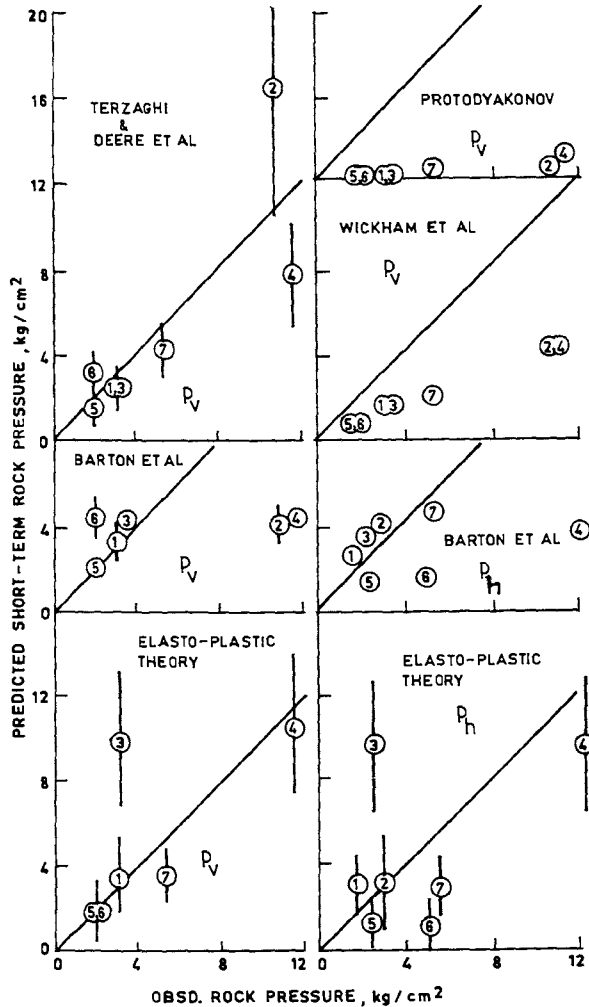 PREDICTED SHORT-TERM ROCK PRESSURE, kg/cm²
20
16
12
8
4
0
TERZAGHI
&
DEERE ET AL
2
4
7
6
1,3
5
Pv
PROTODYAKONOV
Pv
5,6
1,3
7
2
4
WICKHAM ET AL
Pv
2,4
7
1,3
5,6
BARTON ET AL
4
0
6
3
1
5
2
4
Pv
BARTON ET AL
Ph
1
3
2
7
5
6
4
ELASTO-PLASTIC
THEORY
12
8
4
0
3
4
1
7
5,6
Pv
0 4 8 12
ELASTO-PLASTIC
THEORY
Ph
3
4
1
2
7
5
6
0 4 8 12
OBSD. ROCK PRESSURE, kg/cm²